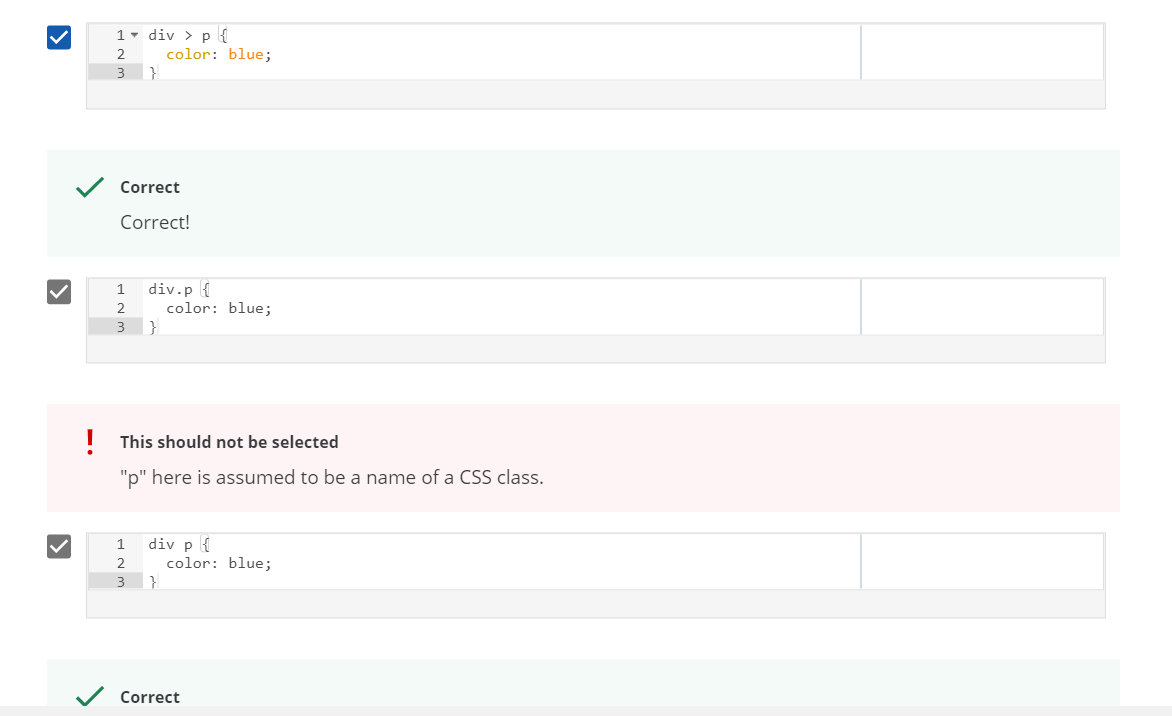 1 div > p {
2 color: blue;
3 }
Correct
Correct!
1 div.p {
2 color: blue;
3 }
! This should not be selected
"p" here is assumed to be a name of a CSS class.
1 div p {
2 color: blue;
3 }
Correct